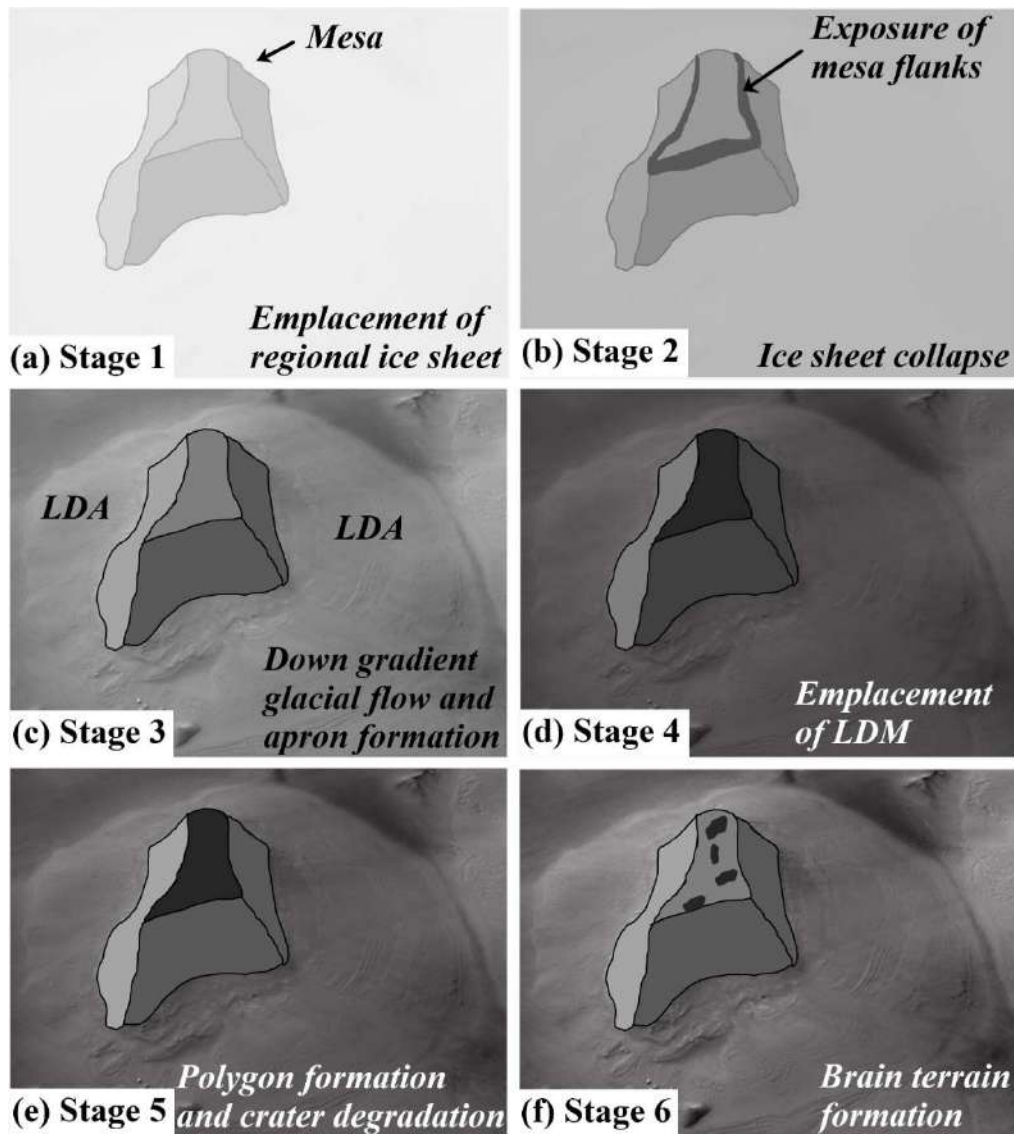 Mesa
Emplacement of
regional ice sheet
(a) Stage 1
Exposure of
mesa flanks
Ice sheet collapse
(b) Stage 2
LDA
LDA
Down gradient
glacial flow and
apron formation
(c) Stage 3
Emplacement
of LDM
(d) Stage 4
Polygon formation
and crater degradation
(e) Stage 5
Brain terrain
formation
(f) Stage 6